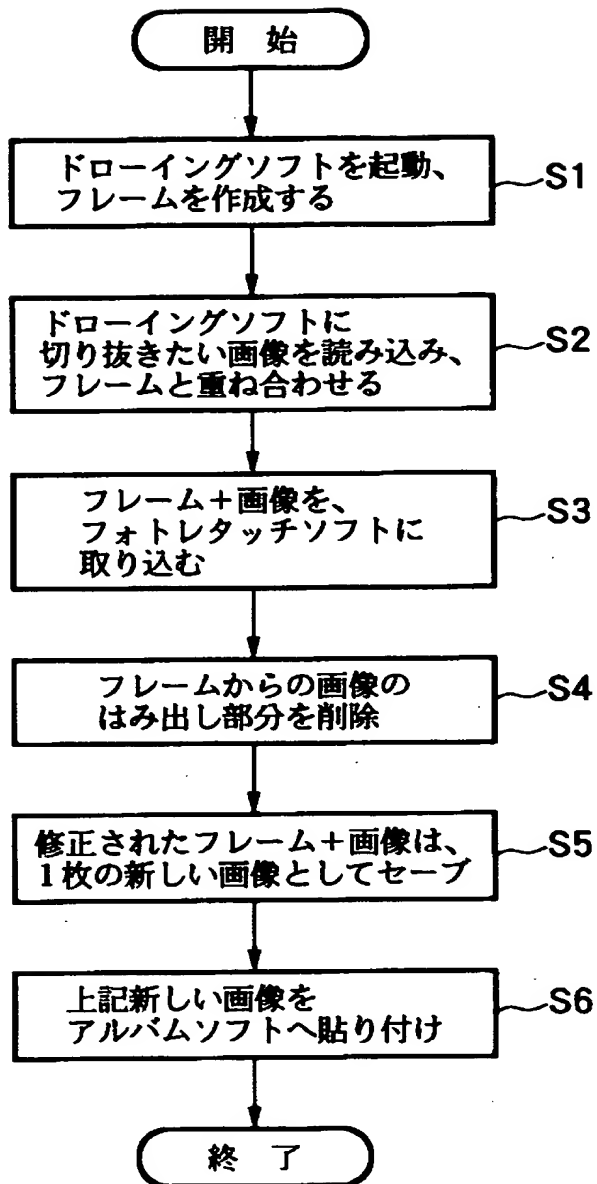 開 始
ドローイングソフトを起動、
フレームを作成する
S1
ドローイングソフトに
切り抜きたい画像を読み込み、
フレームと重ね合わせる
S2
フレーム+画像を、
フォトレタッチソフトに
取り込む
S3
フレームからの画像の
はみ出し部分を削除
S4
修正されたフレーム+画像は、
1枚の新しい画像としてセーブ
S5
上記新しい画像を
アルバムソフトへ貼り付け
S6
終 了